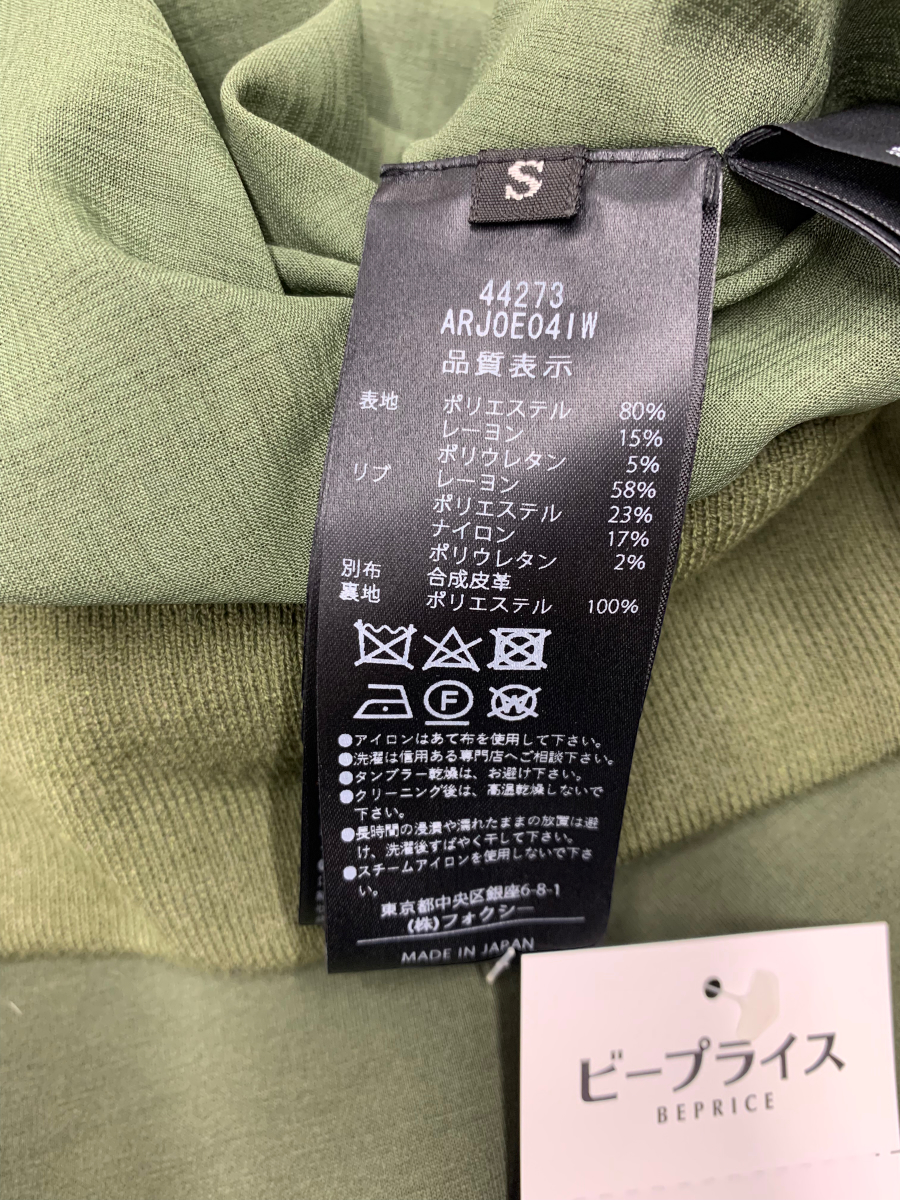 S
44273
ARJ0E041W
品質表示
表地 ポリエステル 80%
レーヨン 15%
ポリウレタン 5%
リブ レーヨン 58%
ポリエステル 23%
ナイロン 17%
ポリウレタン 2%
別布 合成皮革
裏地 ポリエステル 100%
F
W
●アイロンはあて布を使用して下さい。
●洗濯は信用ある専門店へご相談下さい。
●タンブラー乾燥は、お避け下さい。
●クリーニング後は、高温乾燥しないで
下さい。
●長時間の浸漬や濡れたままの放置は避
け、洗濯後すばやく干して下さい。
●スチームアイロンを使用しないで下さ
い。
東京都中央区銀座6-8-1
(株)フォクシー
MADE IN JAPAN
ビープライス
BEPRICE